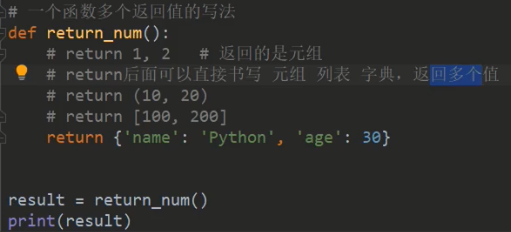 # 一个函数多个返回值的写法
def return_num():
    # return 1, 2   # 返回的是元组
    # return后面可以直接书写 元组 列表 字典，返回多个值
    # return (10, 20)
    # return [100, 200]
    return {'name': 'Python', 'age': 30}
result = return_num()
print(result)